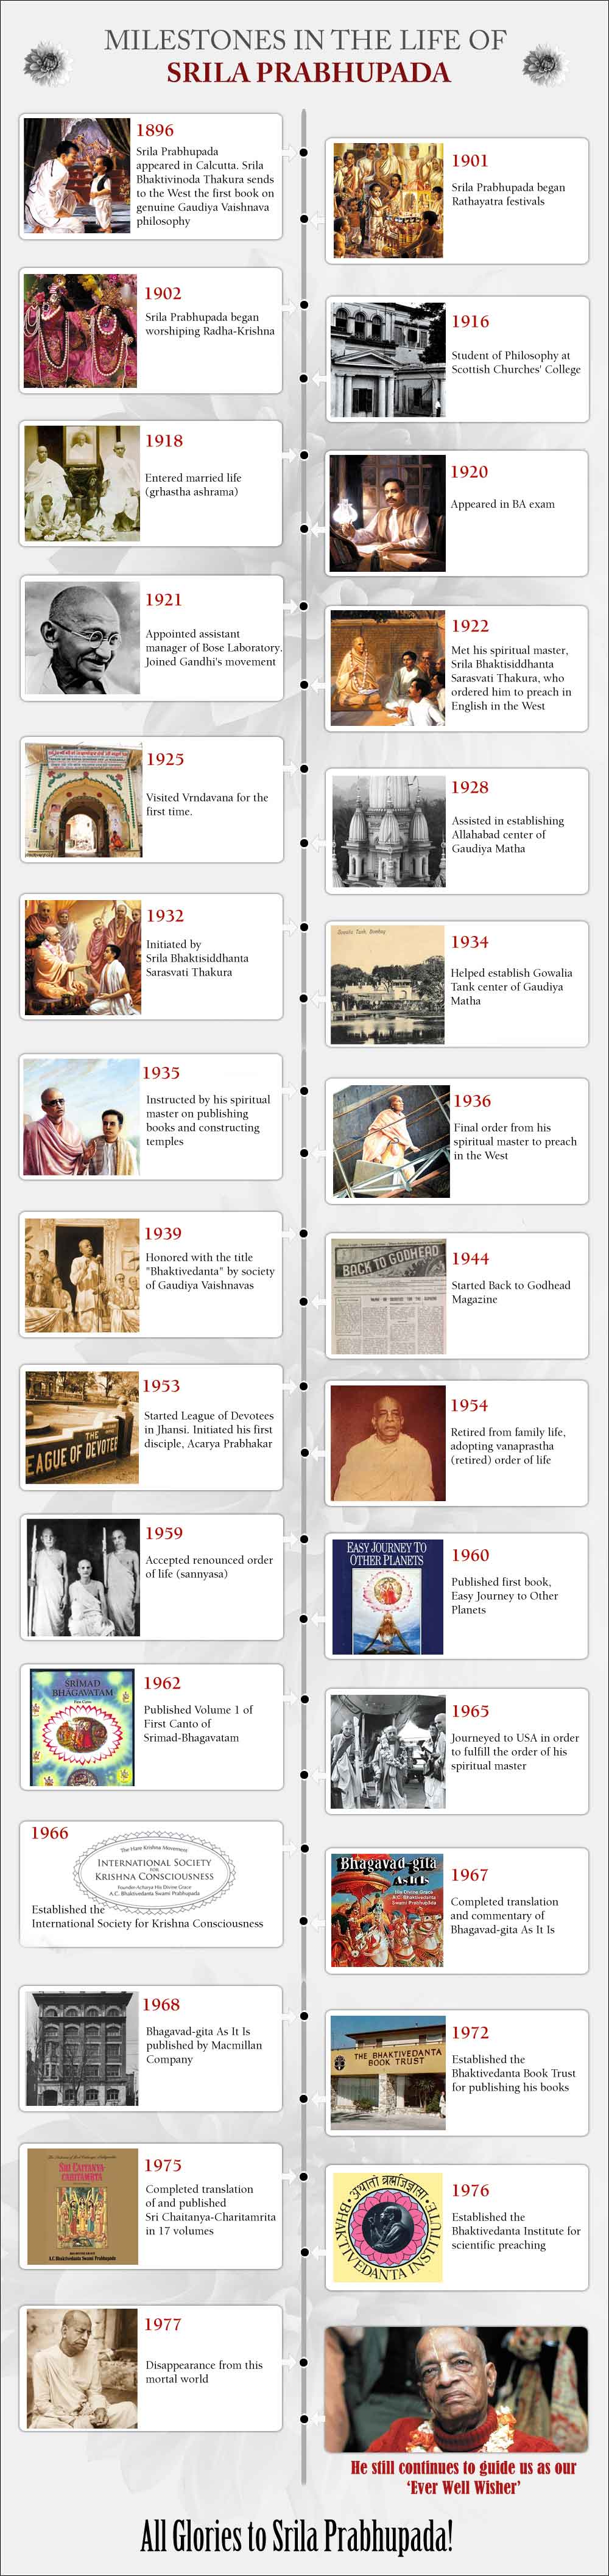 MILESTONES IN THE LIFE OF
SRILA PRABHUPADA
1896
Srila Prabhupada
appeared in Calcutta. Srila
Bhaktivinoda Thakura sends
to the West the first book on
genuine Gaudiya Vaishnava
philosophy
1901
Srila Prabhupada began
Rathayatra festivals
1902
Srila Prabhupada began
worshiping Radha-Krishna
1916
Student of Philosophy at
Scottish Churches' College
1918
Entered married life
(grhastha ashrama)
1920
Appeared in BA exam
1921
Appointed assistant
manager of Bose Laboratory.
Joined Gandhi's movement
1922
Met his spiritual master,
Srila Bhaktisiddhanta
Sarasvati Thakura, who
ordered him to preach in
English in the West
1925
Visited Vrndavana for the
first time.
1928
Assisted in establishing
Allahabad center of
Gaudiya Matha
1932
Initiated by
Srila Bhaktisiddhanta
Sarasvati Thakura
Tank, Bombay
1934
Helped establish Gowalia
Tank center of Gaudiya
Matha
1935
Instructed by his spiritual
master on publishing
books and constructing
temples
1936
Final order from his
spiritual master to preach
in the West
1939
Honored with the title
"Bhaktivedanta" by society
of Gaudiya Vaishnavas
BACK TO GODHEAD
1944
Started Back to Godhead
Magazine
THE
EAGUE OF DEVOTEE
1953
Started League of Devotees
in Jhansi. Initiated his first
disciple, Acarya Prabhakar
1954
Retired from family life,
adopting vanaprastha
(retired) order of life
1959
Accepted renounced order
of life (sannyasa)
EASY JOURNEY TO
OTHER PLANETS
1960
Published first book,
Easy Journey to Other
Planets
SRIMAD
BHAGAVATAM
First Canto
1962
Published Volume 1 of
First Canto of
Srimad-Bhagavatam
1965
Journeyed to USA in order
to fulfill the order of his
spiritual master
1966
The Hare Krishna Movement
INTERNATIONAL SOCIETY
FOR
KRISHNA CONSCIOUSNESS
Founder-Acharya His Divine Grace
A.C. Bhaktivedanta Swami Prabhupada
Established the
International Society for Krishna Consciousness
Bhagavad-gītā
AS IT IS
His Divine Grace
A.C. Bhaktivedanta
Swami Prabhupāda
1967
Completed translation
and commentary of
Bhagavad-gita As It Is
1968
Bhagavad-gita As It Is
published by Macmillan
Company
THE BHAKTIVEDANTA
BOOK TRUST
1972
Established the
Bhaktivedanta Book Trust
for publishing his books
ŚRĪ CAITANYA-
CARITĀMṚTA
A.C. Bhaktivedanta Swami Prabhupāda
1975
Completed translation
of and published
Sri Chaitanya-Charitamrita
in 17 volumes
अथातो ब्रह्मजिज्ञासा
BHAKTIVEDANTA INSTITUTE
1976
Established the
Bhaktivedanta Institute for
scientific preaching
1977
Disappearance from this
mortal world
He still continues to guide us as our
'Ever Well Wisher'
All Glories to Srila Prabhupada!